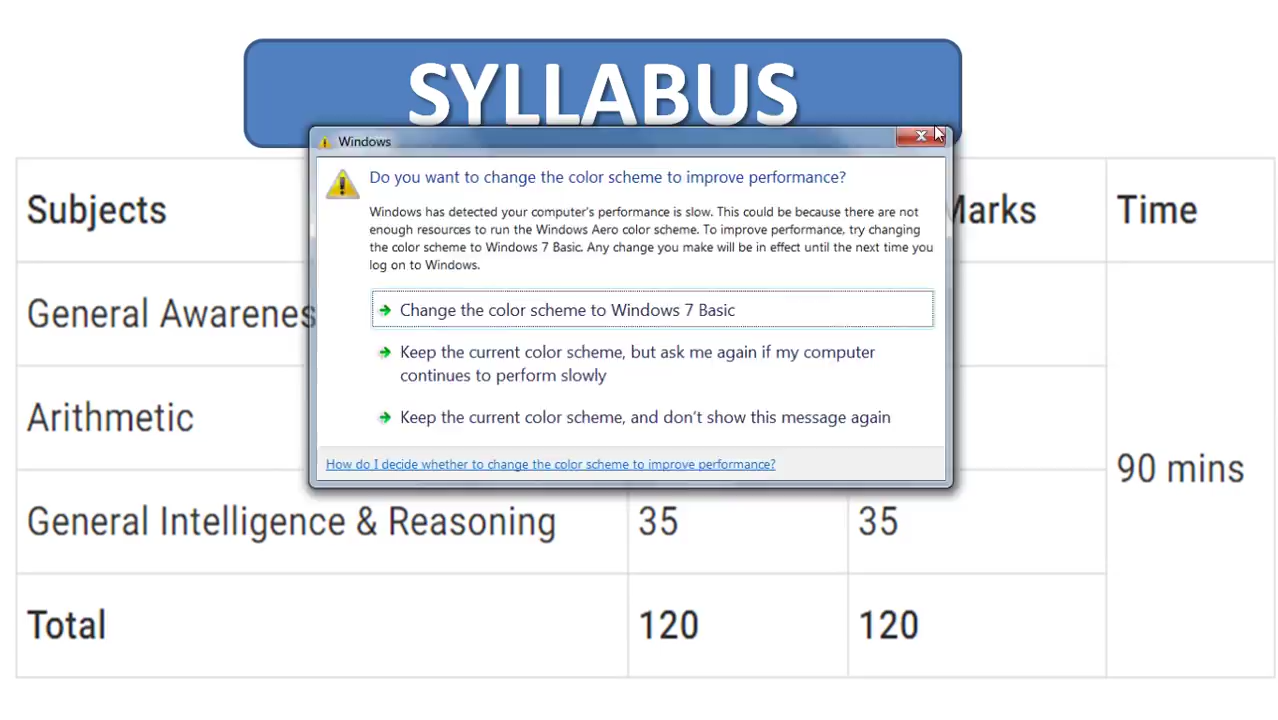 SYLLABUS
Windows
Do you want to change the color scheme to improve performance?
Windows has detected your computer's performance is slow. This could be because there are not
enough resources to run the Windows Aero color scheme. To improve performance, try changing
the color scheme to Windows 7 Basic. Any change you make will be in effect until the next time you
log on to Windows.
Change the color scheme to Windows 7 Basic
Keep the current color scheme, but ask me again if my computer
continues to perform slowly
Keep the current color scheme, and don't show this message again
How do I decide whether to change the color scheme to improve performance?
Subjects Marks Time
General
Arithmetic
90 mins
General Intelligence & Reasoning 35 35
Total 120 120